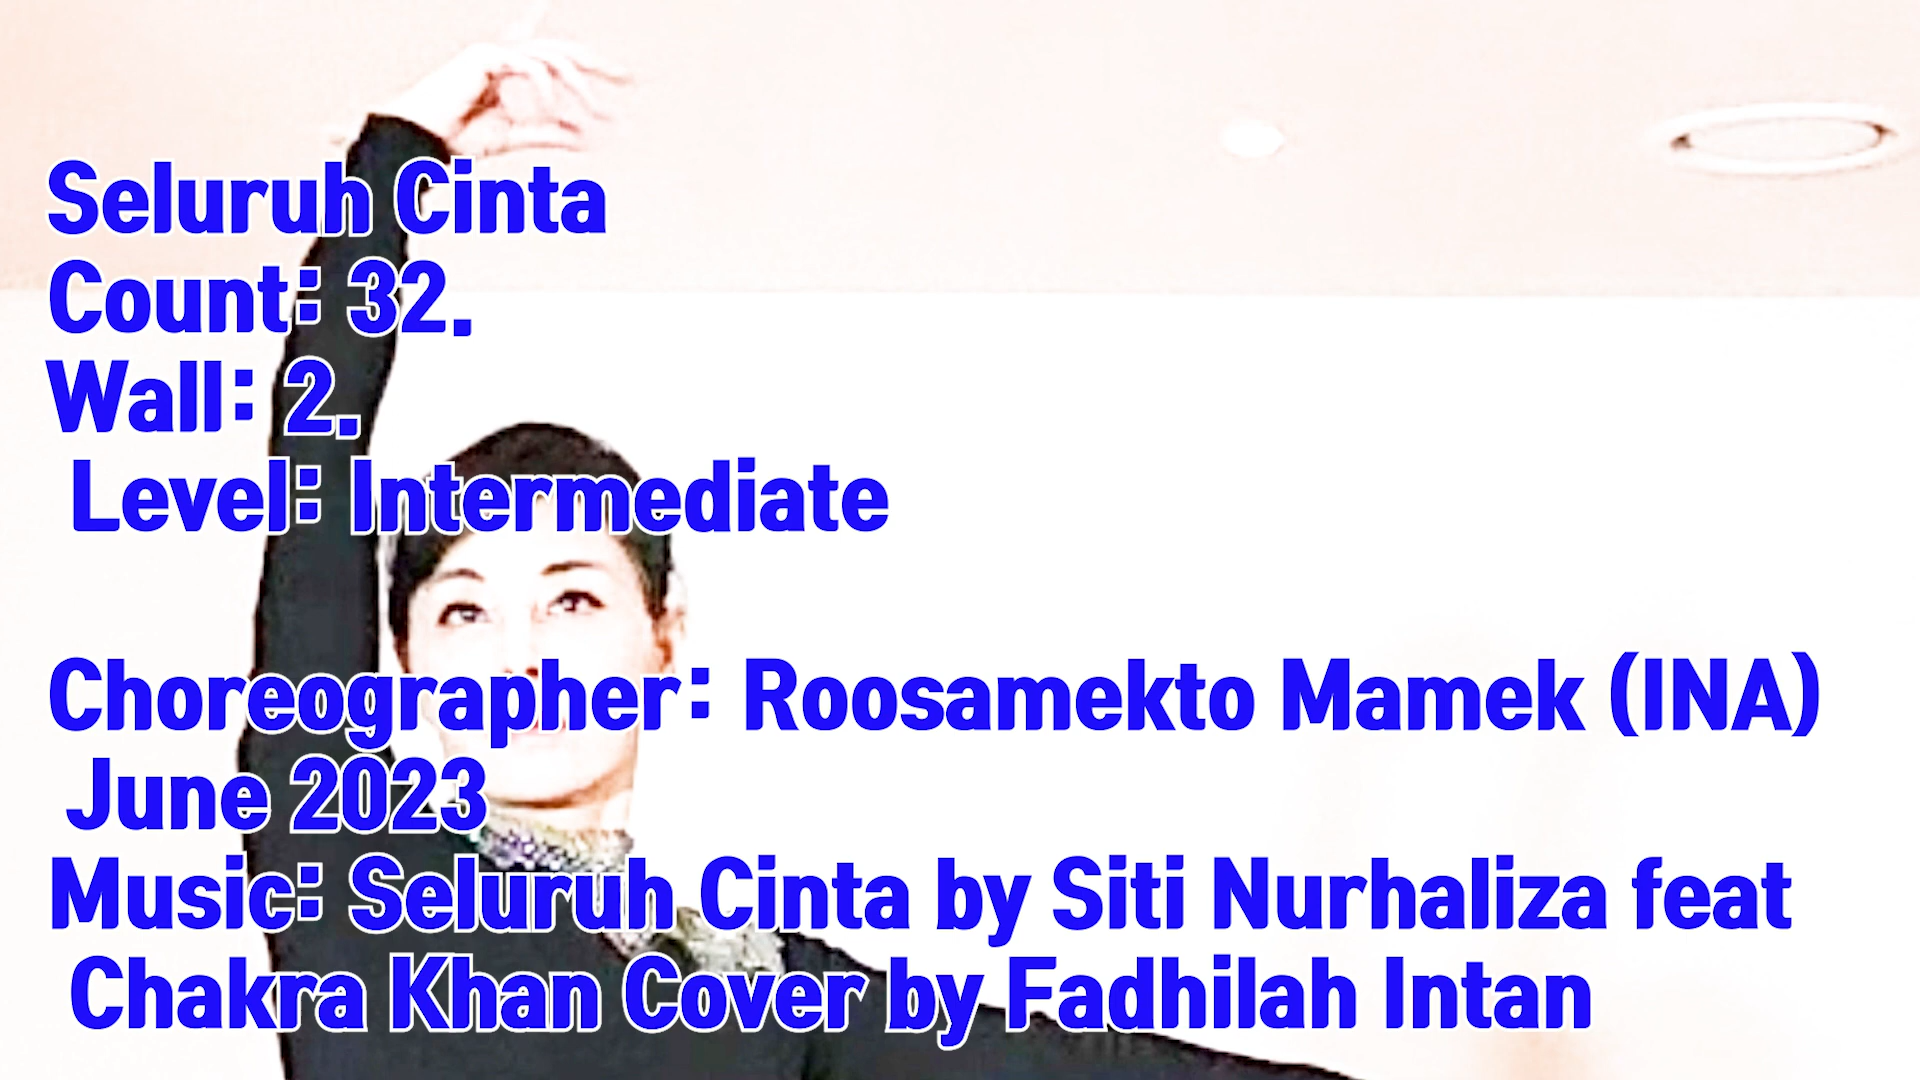 Seluruh Cinta
Count: 32.
Wall: 2.
Level: Intermediate
Choreographer: Roosamekto Mamek (INA)
June 2023
Music: Seluruh Cinta by Siti Nurhaliza feat
Chakra Khan Cover by Fadhilah Intan